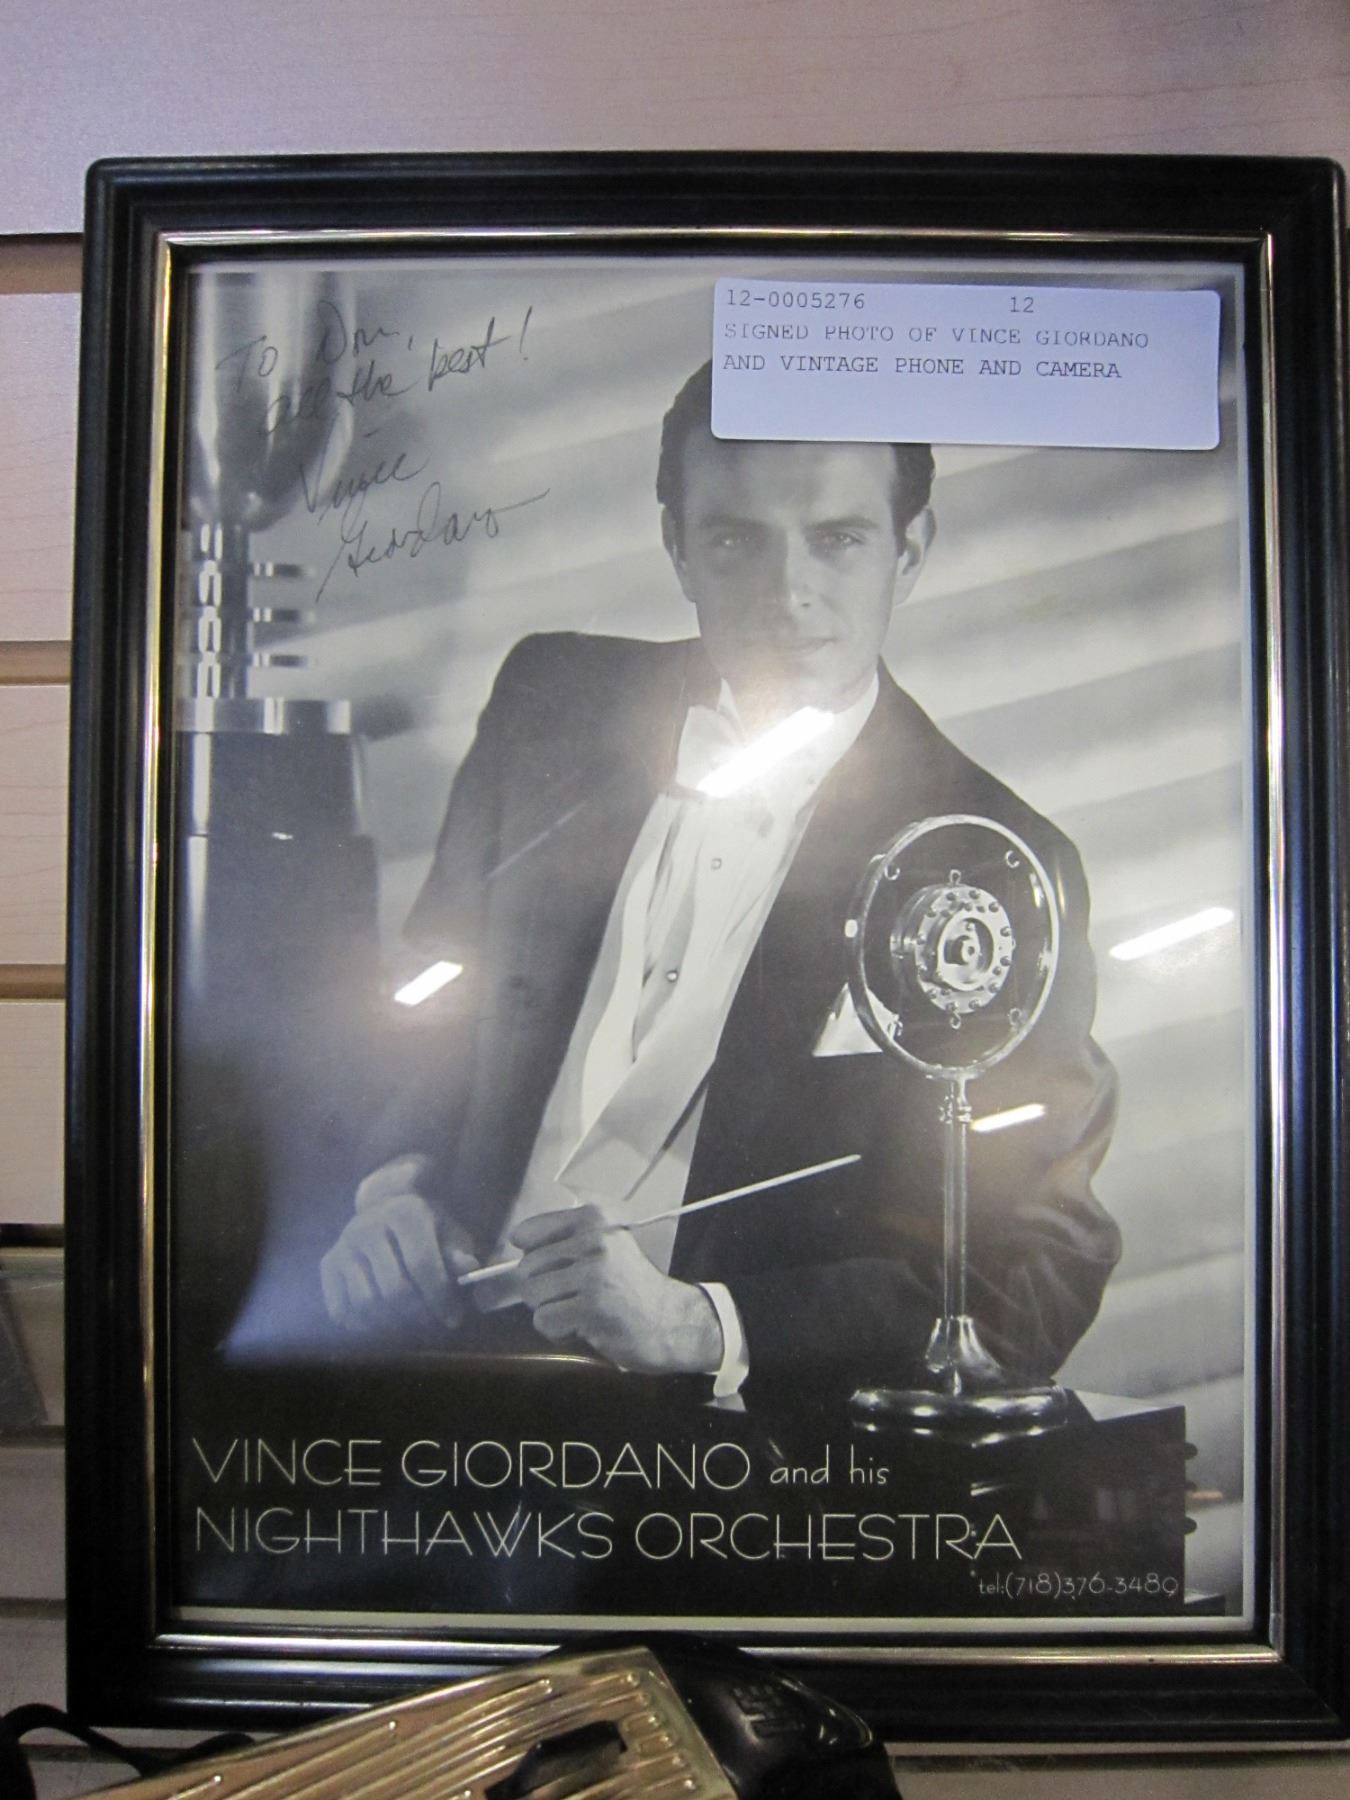 To Don,
all the best!
Vince
Giordano
12-0005276 12
SIGNED PHOTO OF VINCE GIORDANO
AND VINTAGE PHONE AND CAMERA
VINCE GIORDANO and his
NIGHTHAWKS ORCHESTRA
tel:(718)376-3489